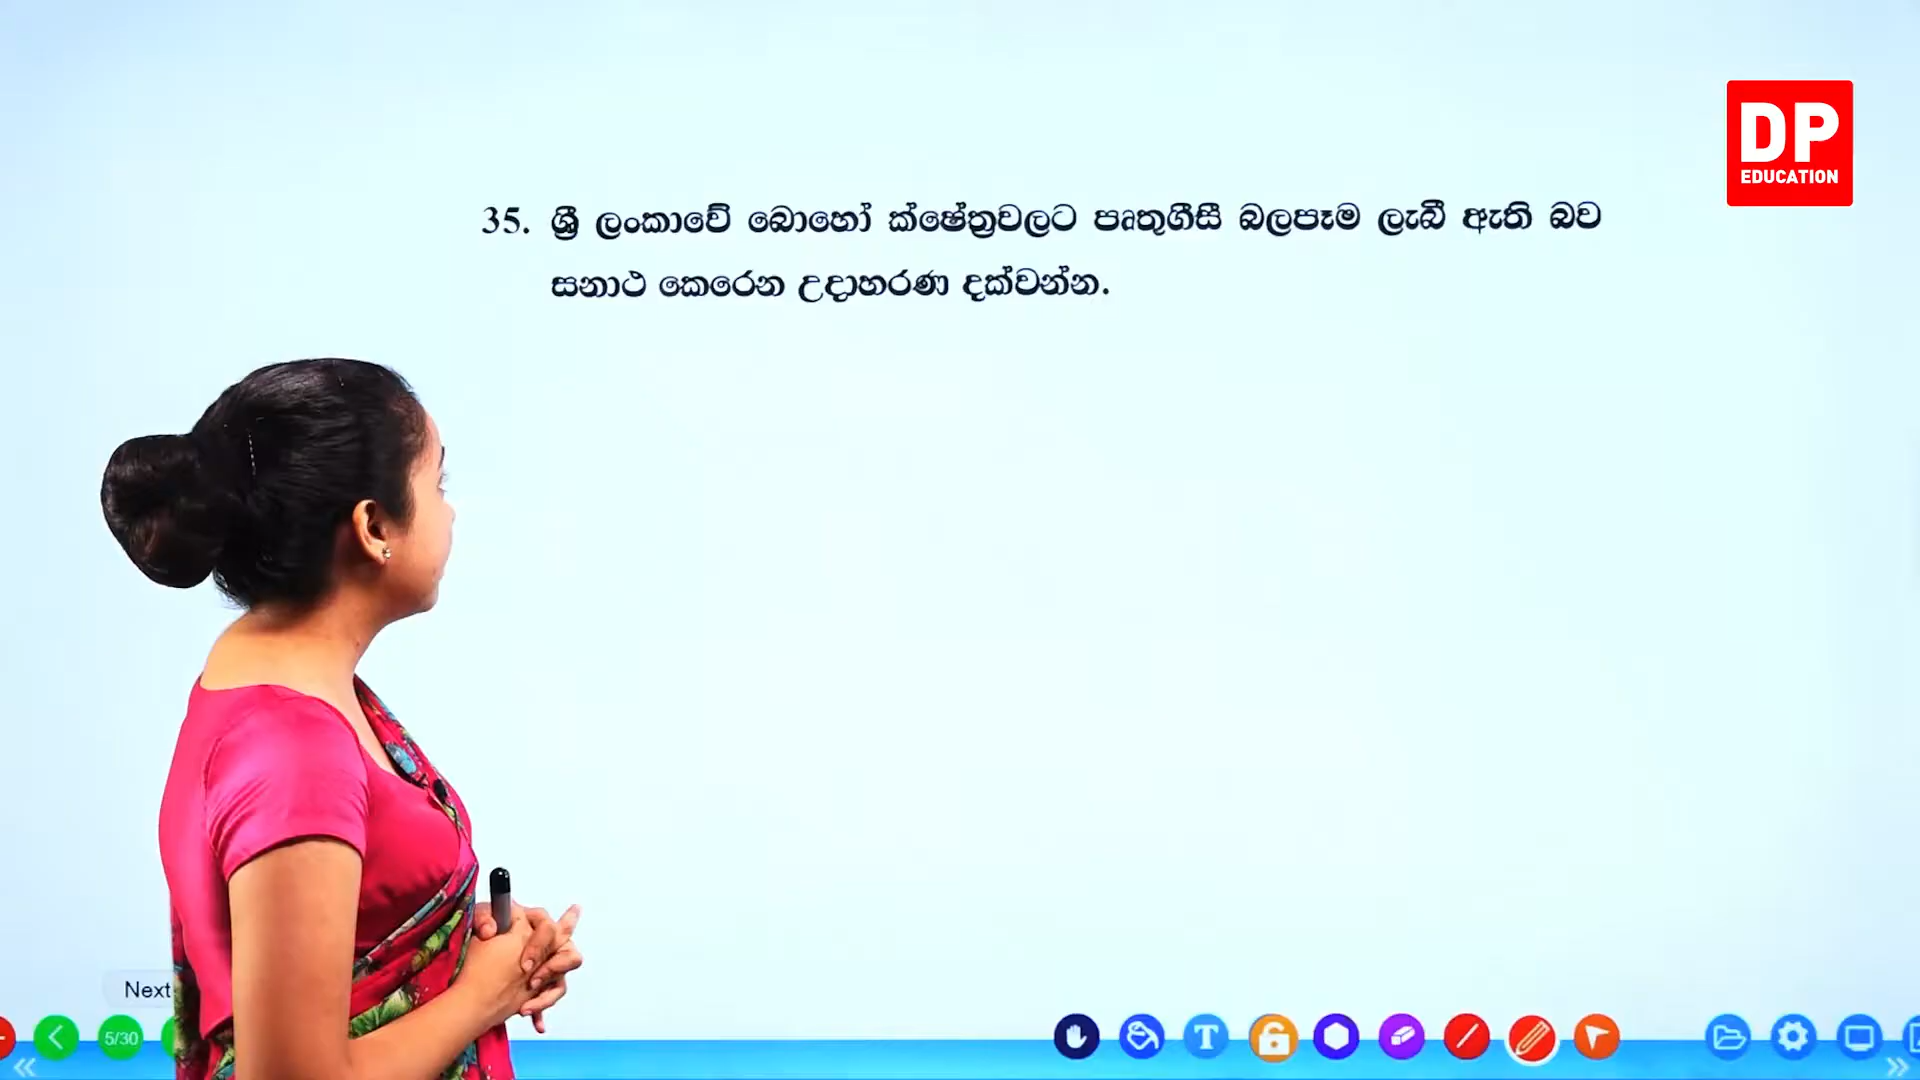 DP
EDUCATION
35. ශ්‍රී ලංකාවේ බොහෝ ක්ෂේත්‍රවලට පෘතුගීසී බලපෑම ලැබී ඇති බව
සනාථ කෙරෙන උදාහරණ දක්වන්න.
Next
5/30
T